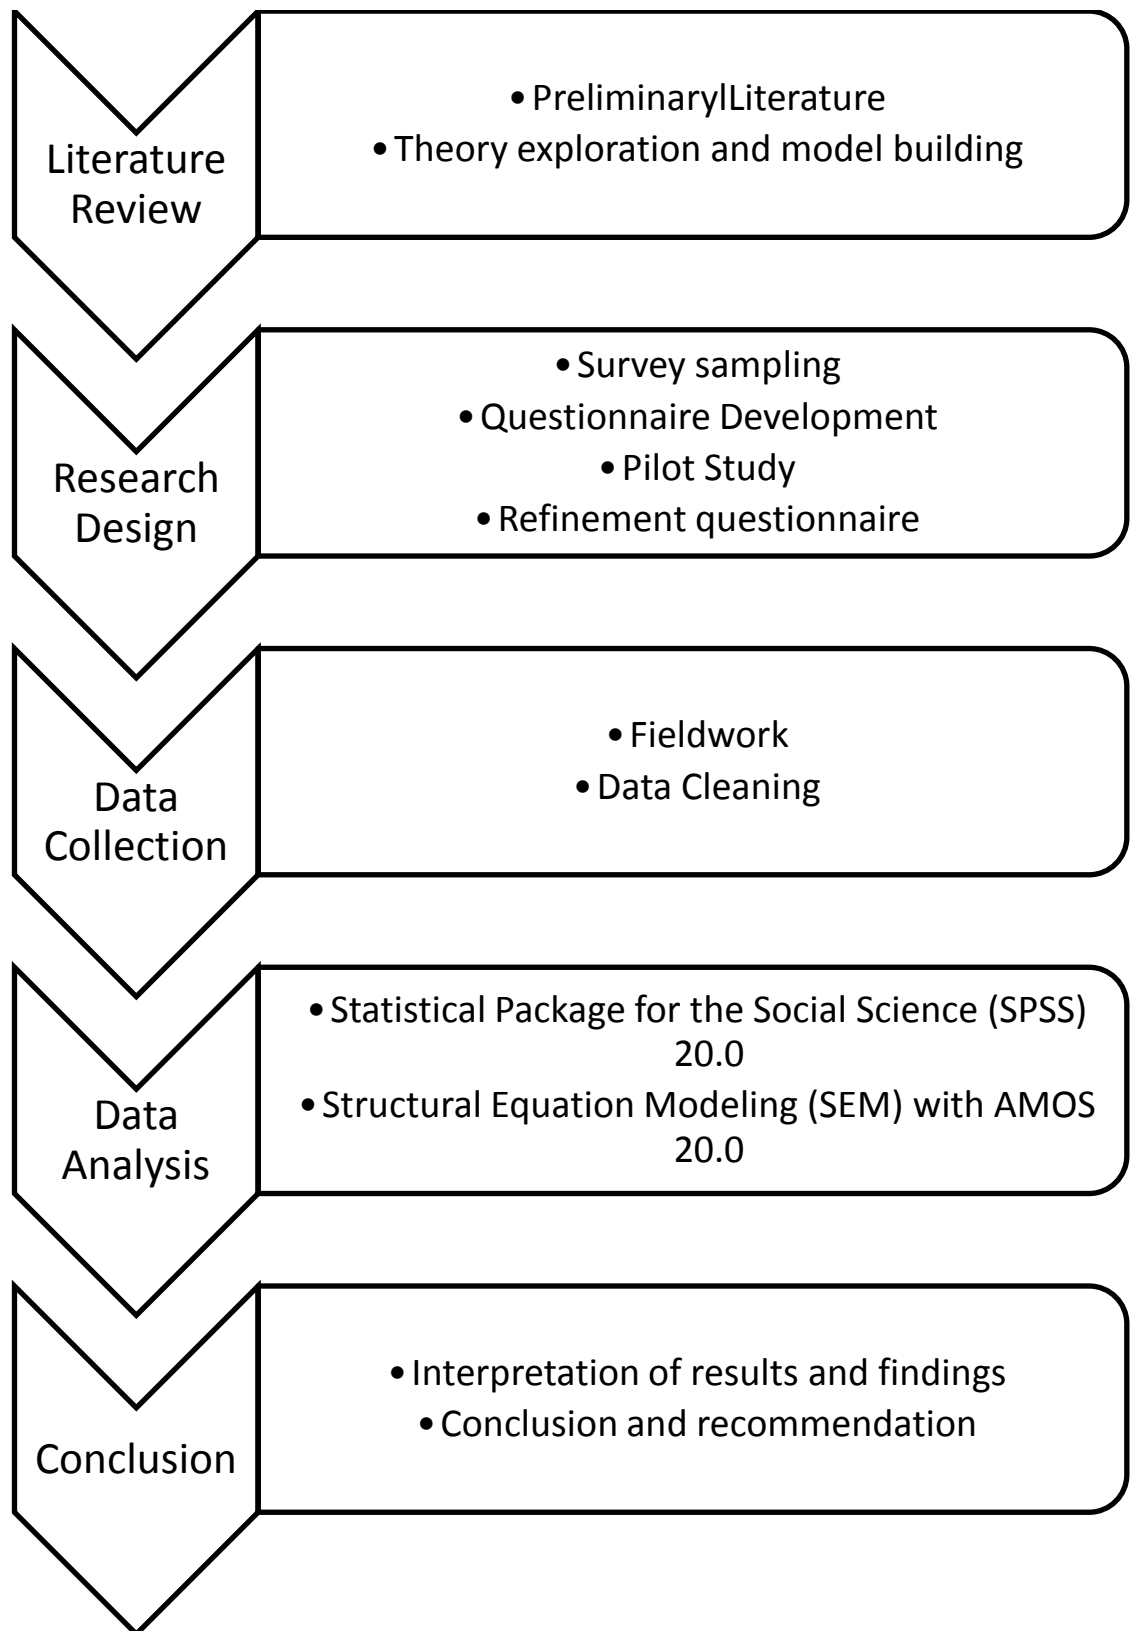 Literature
Review
• PreliminarylLiterature
• Theory exploration and model building
Research
Design
• Survey sampling
• Questionnaire Development
• Pilot Study
• Refinement questionnaire
Data
Collection
• Fieldwork
• Data Cleaning
Data
Analysis
• Statistical Package for the Social Science (SPSS)
20.0
• Structural Equation Modeling (SEM) with AMOS
20.0
Conclusion
• Interpretation of results and findings
• Conclusion and recommendation